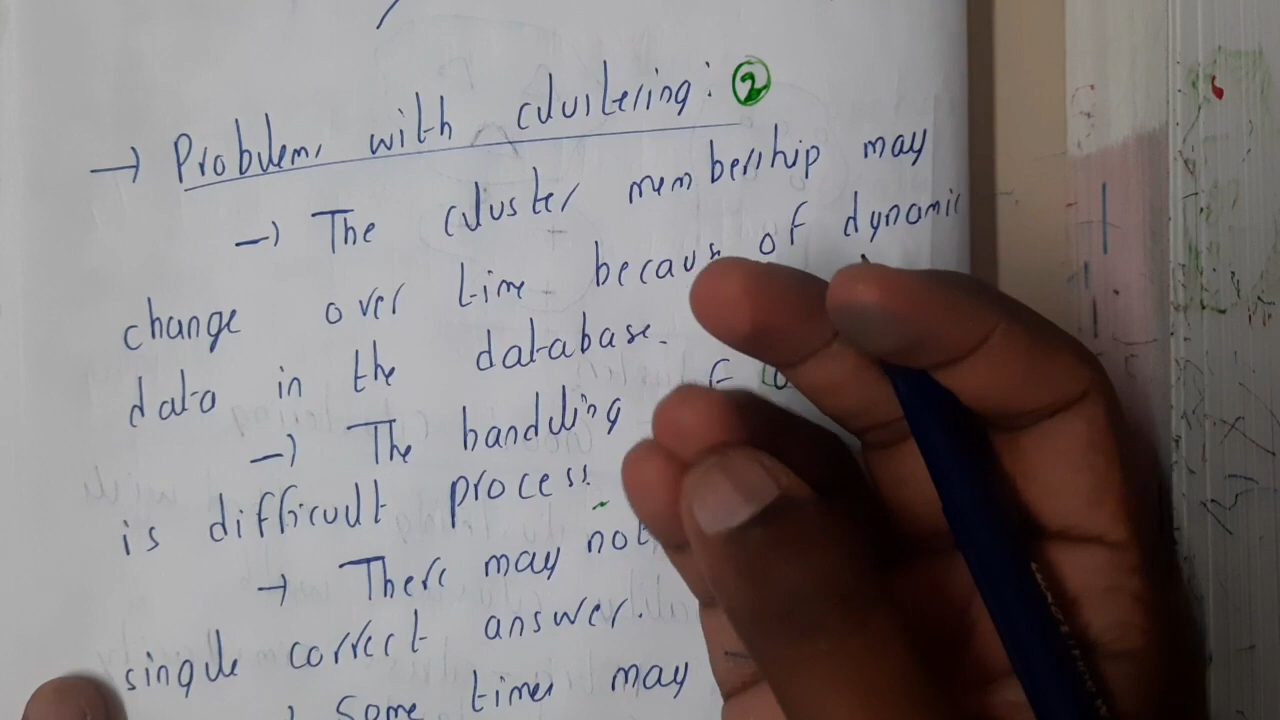 → Problems with clustering: ②
→ The cluster membership may
change over time because of dynamic
data in the database.
→ The handling
is difficult process.
→ There may not
single correct answer.
Some times may